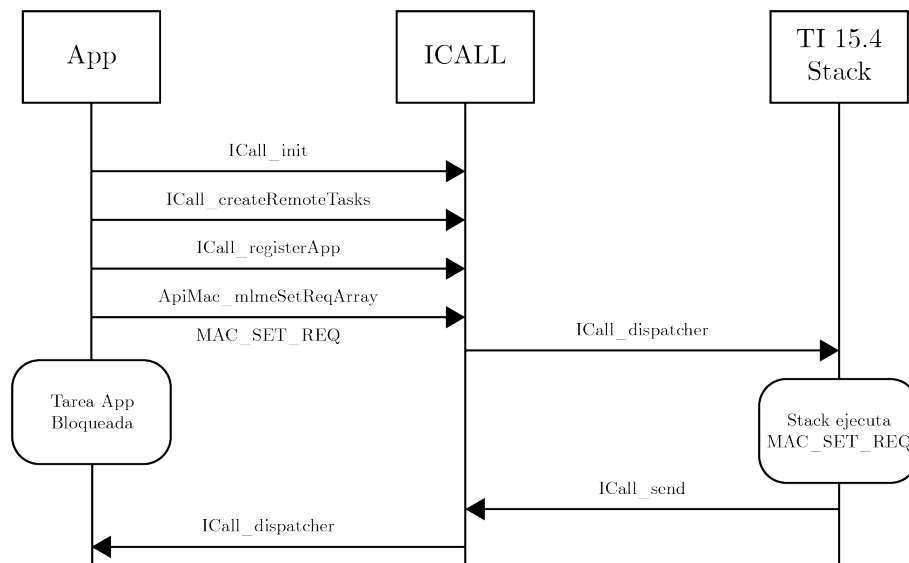 App
ICALL
TI 15.4
Stack
ICall_init
ICall_createRemoteTasks
ICall_registerApp
ApiMac_mlmeSetReqArray
MAC_SET_REQ
ICall_dispatcher
Tarea App
Bloqueada
Stack ejecuta
MAC_SET_REQ
ICall_send
ICall_dispatcher